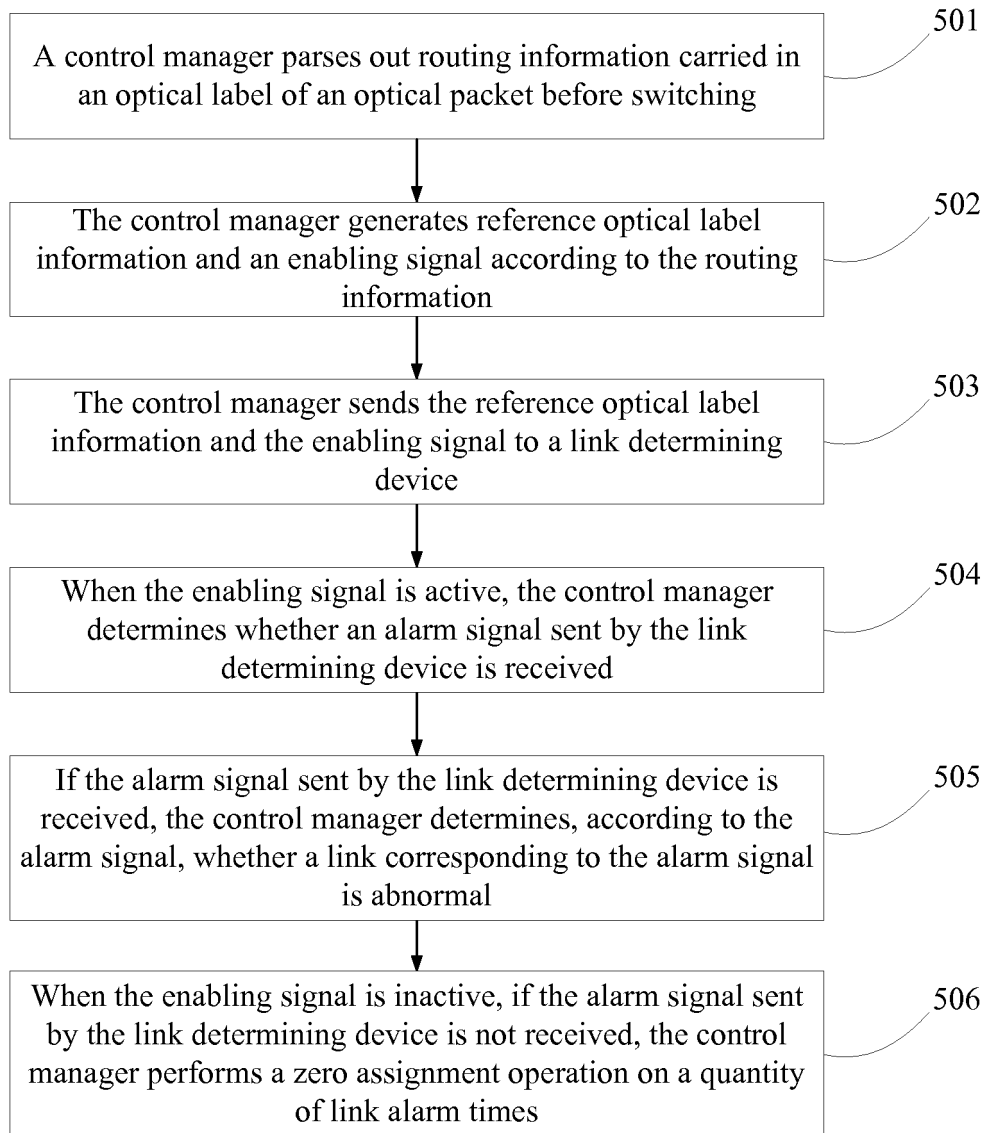 501
A control manager parses out routing information carried in
an optical label of an optical packet before switching
502
The control manager generates reference optical label
information and an enabling signal according to the routing
information
503
The control manager sends the reference optical label
information and the enabling signal to a link determining
device
504
When the enabling signal is active, the control manager
determines whether an alarm signal sent by the link
determining device is received
505
If the alarm signal sent by the link determining device is
received, the control manager determines, according to the
alarm signal, whether a link corresponding to the alarm signal
is abnormal
506
When the enabling signal is inactive, if the alarm signal sent
by the link determining device is not received, the control
manager performs a zero assignment operation on a quantity
of link alarm times